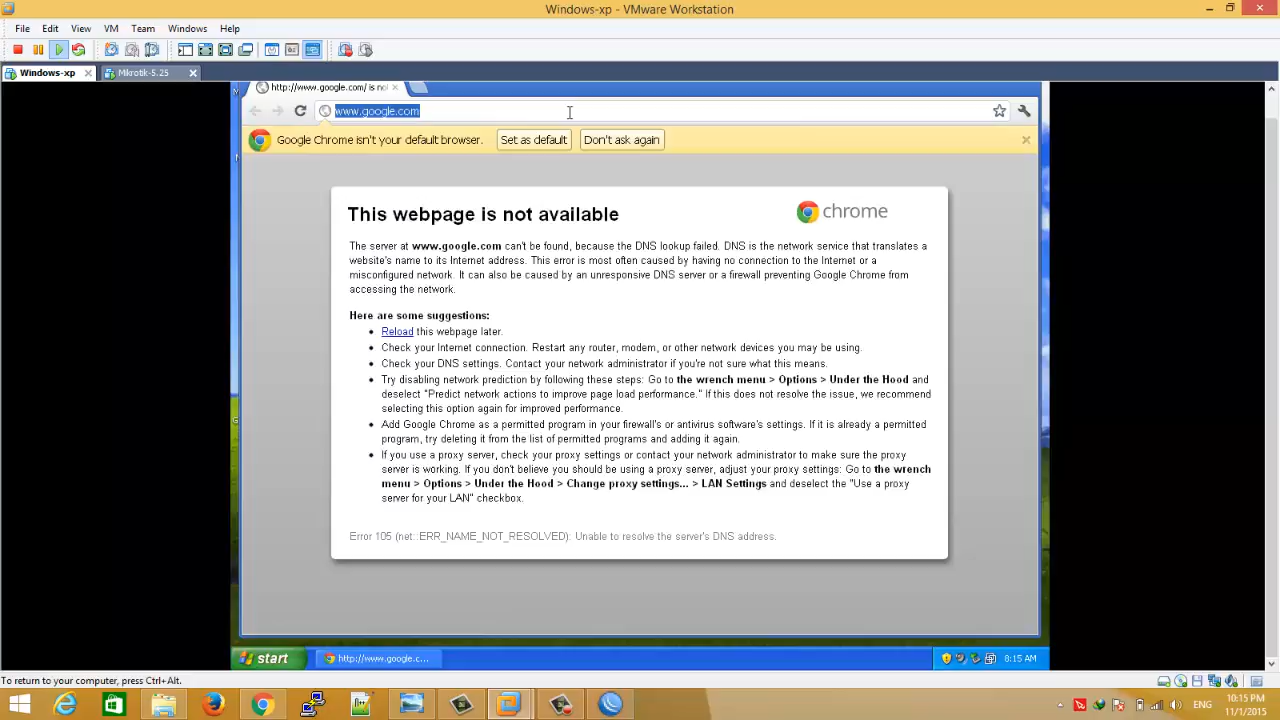 Windows-xp - VMware Workstation
File Edit View VM Team Windows Help
Windows-xp Mikrotik-5.25
http://www.google.com/ is no
www.google.com
Google Chrome isn't your default browser. Set as default Don't ask again
This webpage is not available
chrome
The server at www.google.com can't be found, because the DNS lookup failed. DNS is the network service that translates a
website's name to its Internet address. This error is most often caused by having no connection to the Internet or a
misconfigured network. It can also be caused by an unresponsive DNS server or a firewall preventing Google Chrome from
accessing the network.
Here are some suggestions:
Reload this webpage later.
Check your Internet connection. Restart any router, modem, or other network devices you may be using.
Check your DNS settings. Contact your network administrator if you're not sure what this means.
Try disabling network prediction by following these steps: Go to the wrench menu > Options > Under the Hood and
deselect "Predict network actions to improve page load performance." If this does not resolve the issue, we recommend
selecting this option again for improved performance.
Add Google Chrome as a permitted program in your firewall's or antivirus software's settings. If it is already a permitted
program, try deleting it from the list of permitted programs and adding it again.
If you use a proxy server, check your proxy settings or contact your network administrator to make sure the proxy
server is working. If you don't believe you should be using a proxy server, adjust your proxy settings: Go to the wrench
menu > Options > Under the Hood > Change proxy settings... > LAN Settings and deselect the "Use a proxy
server for your LAN" checkbox.
Error 105 (net::ERR_NAME_NOT_RESOLVED): Unable to resolve the server's DNS address.
start http://www.google.c... 8:15 AM
To return to your computer, press Ctrl+Alt.
ENG 10:15 PM
11/1/2015